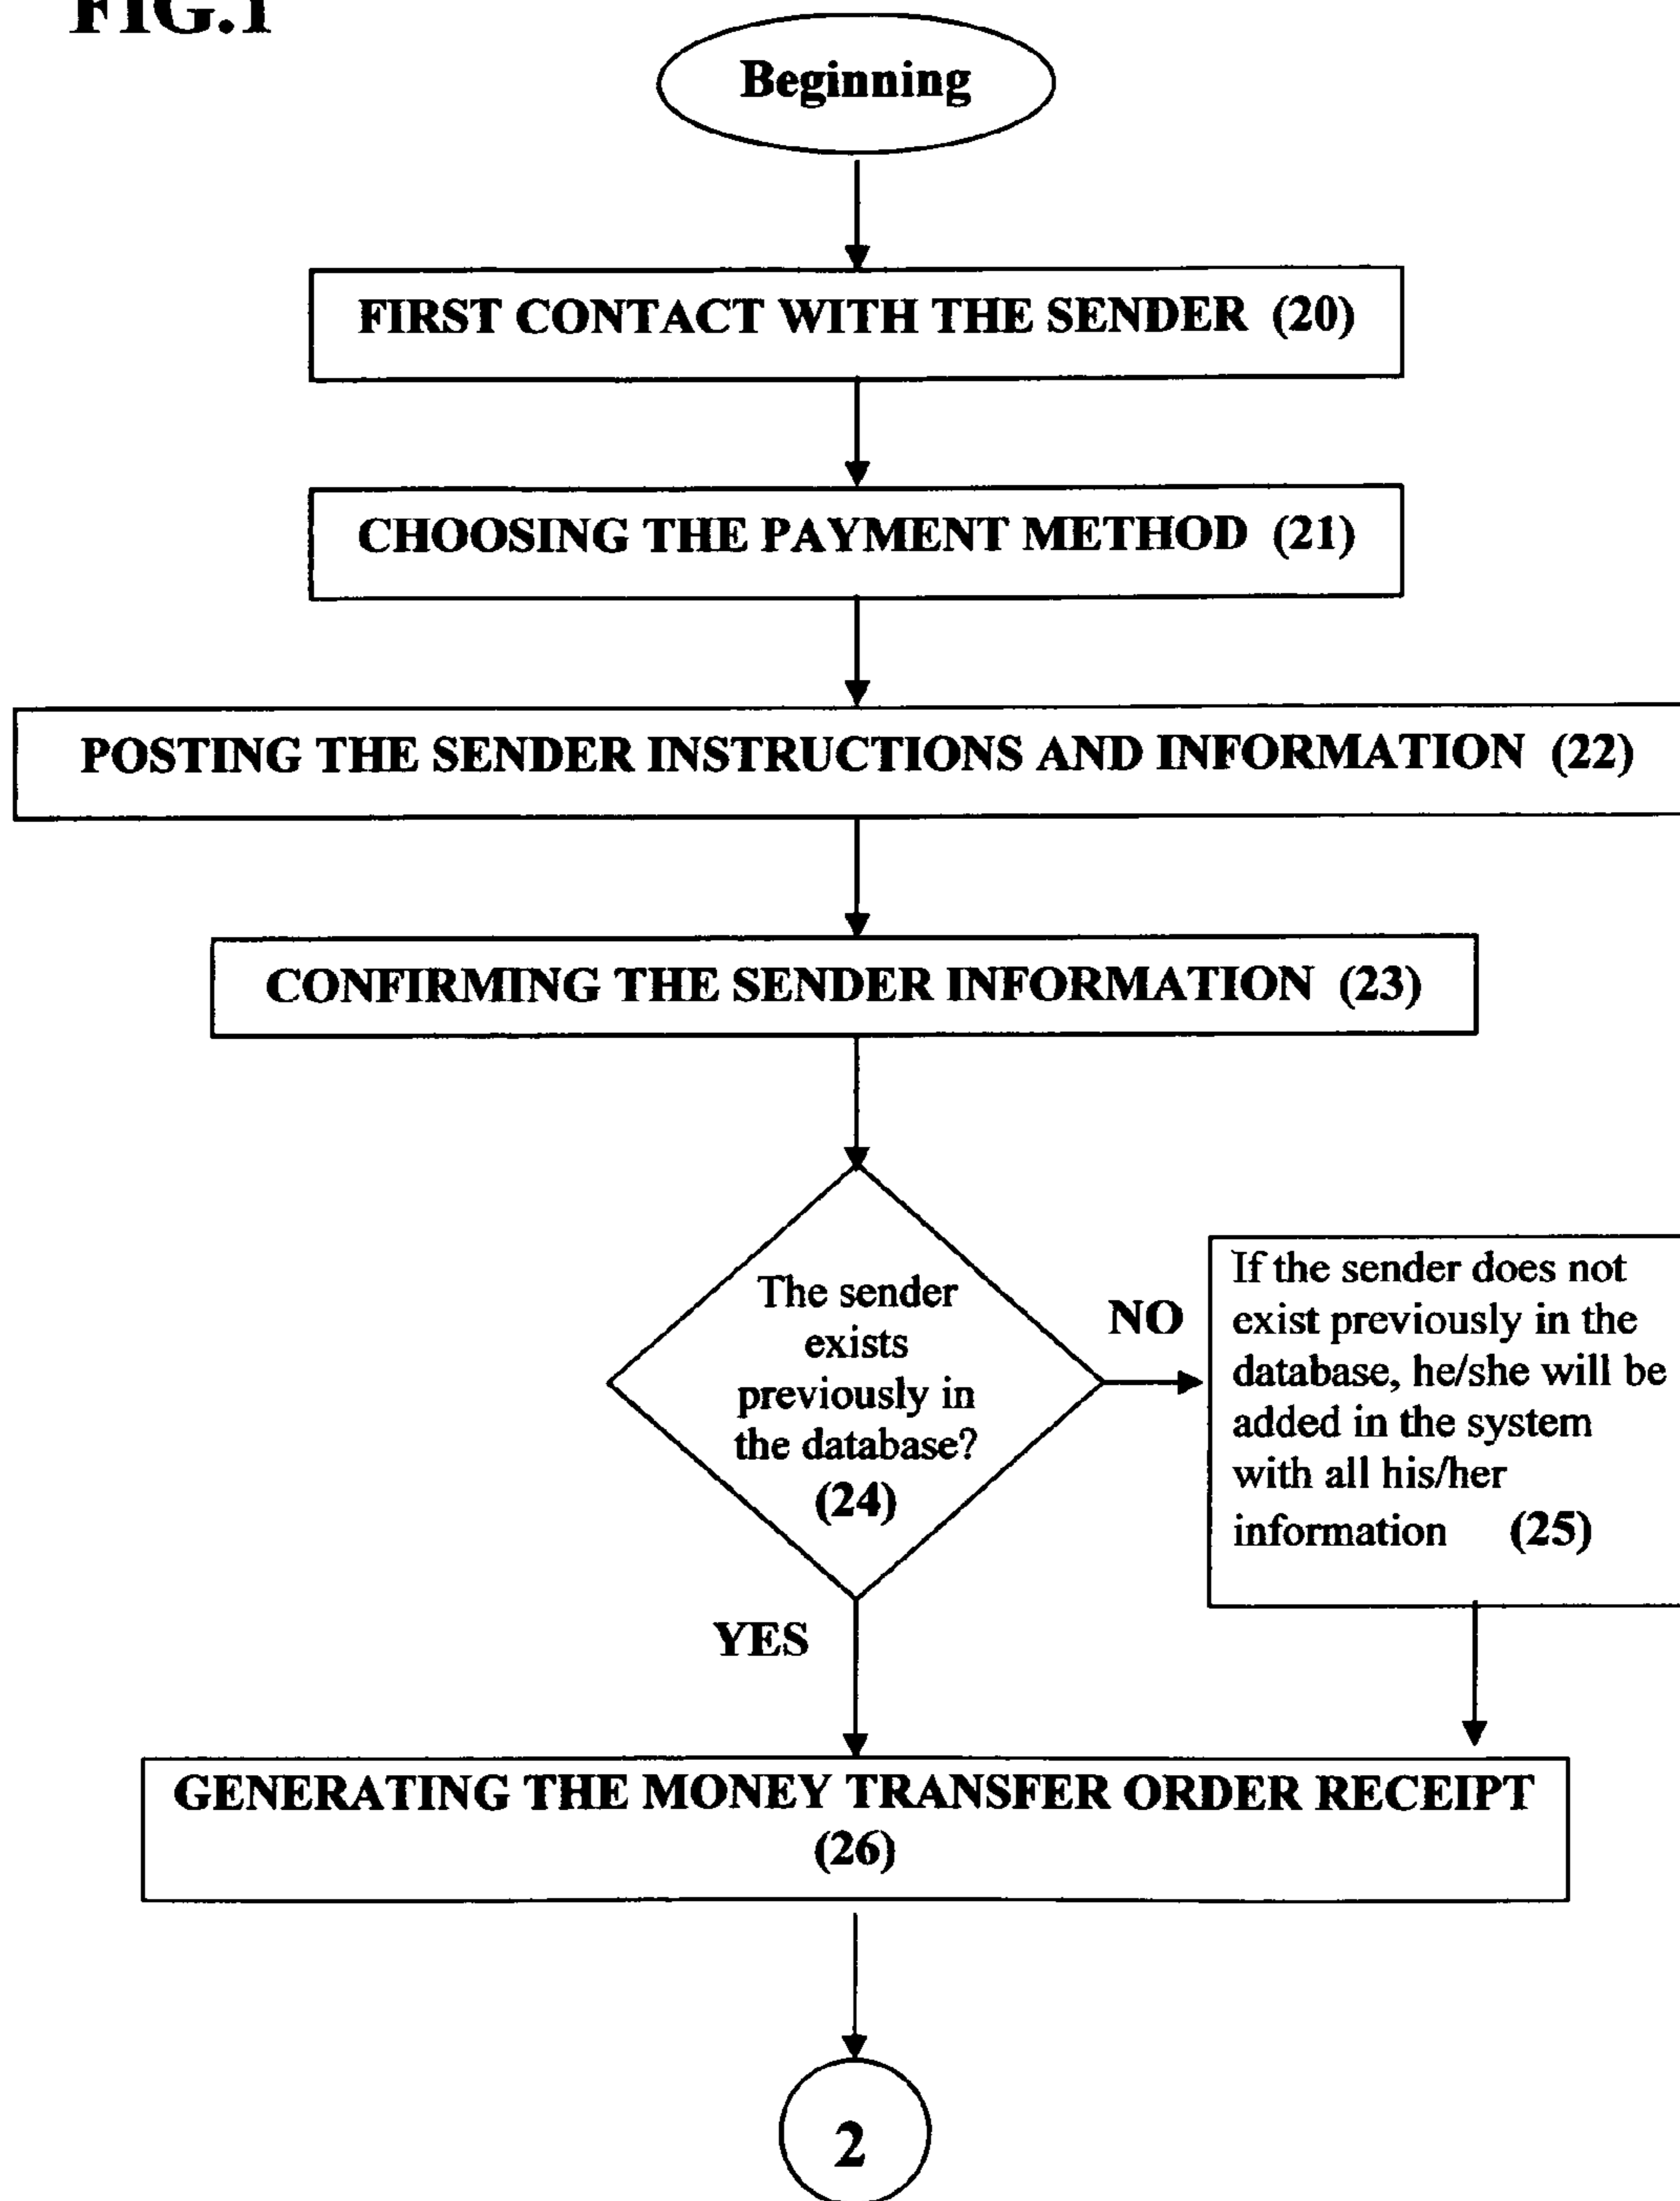 FIG.1
Beginning
FIRST CONTACT WITH THE SENDER (20)
CHOOSING THE PAYMENT METHOD (21)
POSTING THE SENDER INSTRUCTIONS AND INFORMATION (22)
CONFIRMING THE SENDER INFORMATION (23)
The sender
exists
previously in
the database?
(24)
NO
If the sender does not
exist previously in the
database, he/she will be
added in the system
with all his/her
information (25)
YES
GENERATING THE MONEY TRANSFER ORDER RECEIPT
(26)
2